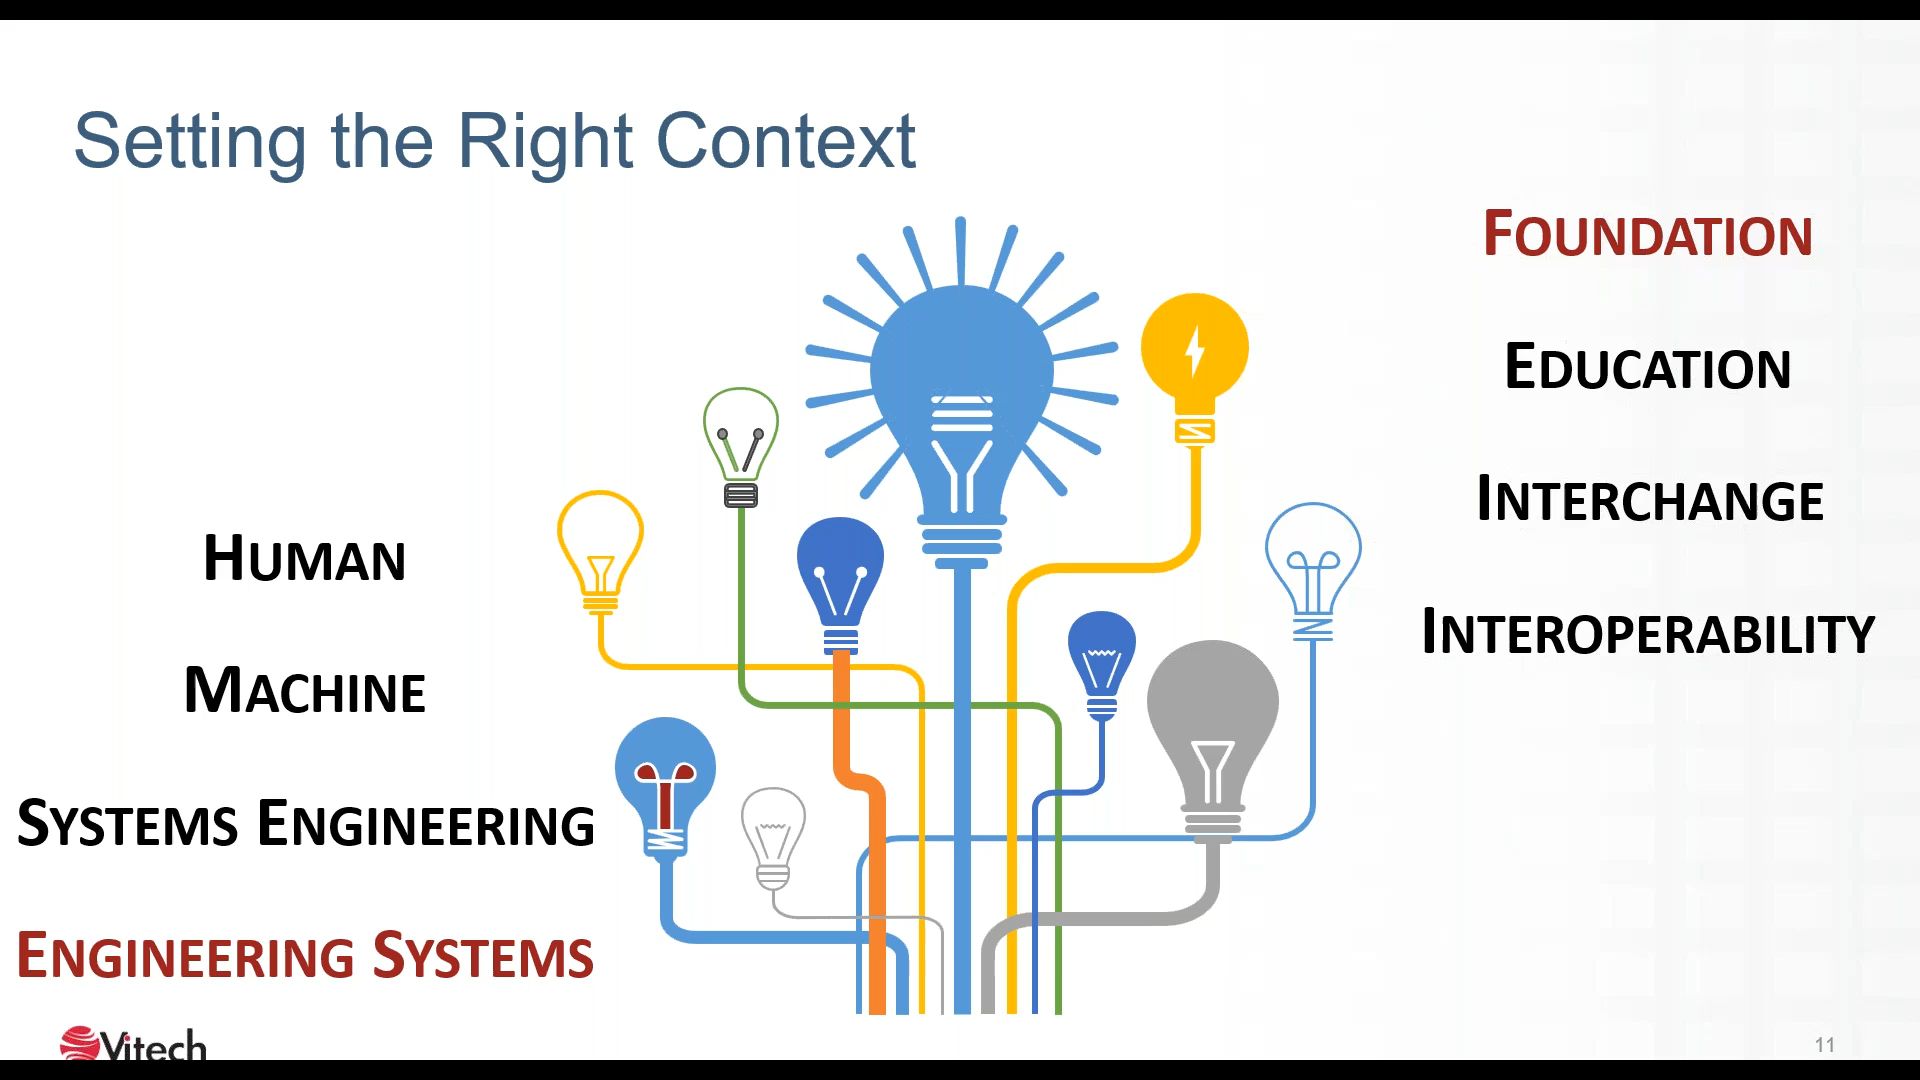 Setting the Right Context
HUMAN
MACHINE
SYSTEMS ENGINEERING
ENGINEERING SYSTEMS
FOUNDATION
EDUCATION
INTERCHANGE
INTEROPERABILITY
Vitech
11